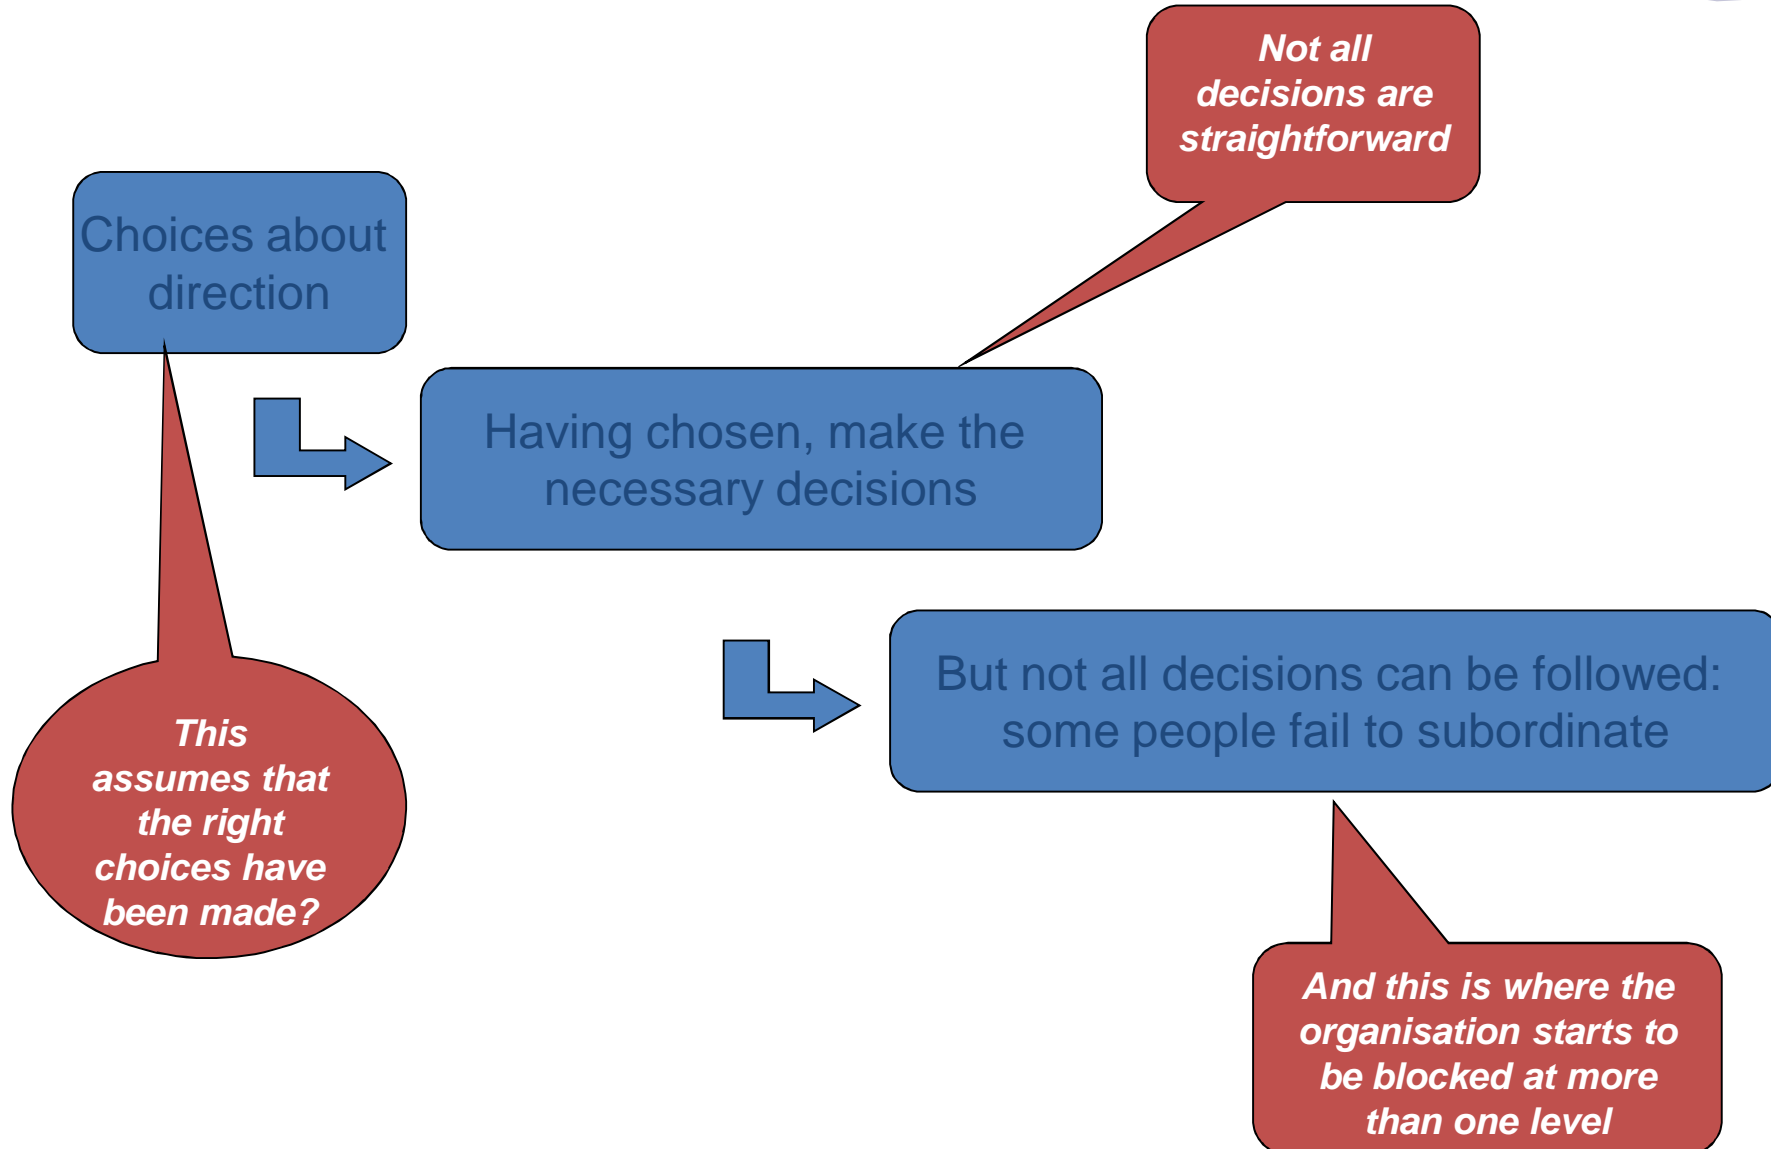 Not all
decisions are
straightforward
Choices about
direction
Having chosen, make the
necessary decisions
But not all decisions can be followed:
some people fail to subordinate
This
assumes that
the right
choices have
been made?
And this is where the
organisation starts to
be blocked at more
than one level